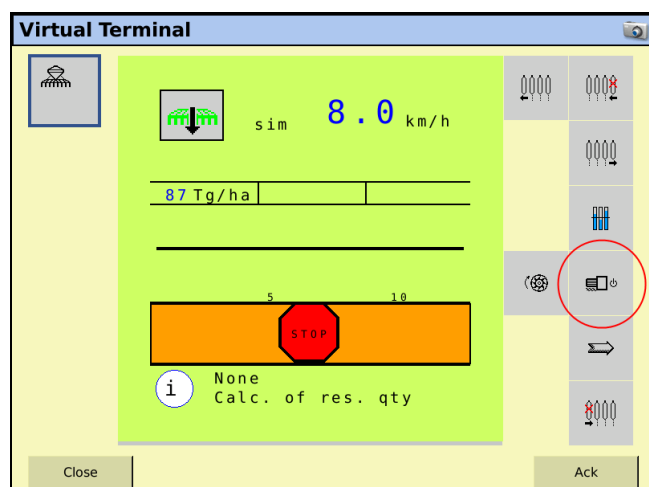 Virtual Terminal
sim 8.0 km/h
87 Tg/ha
5 10
STOP
i None
Calc. of res. qty
Close Ack